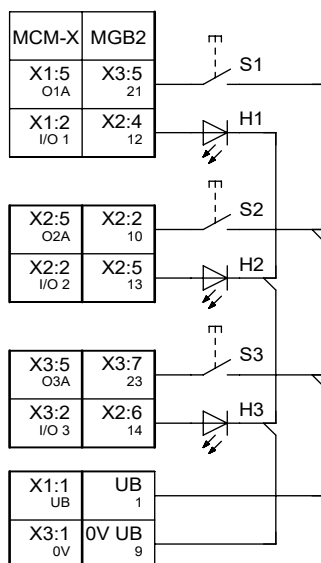 MCM-X MGB2
X1:5 X3:5 S1
O1A 21
X1:2 X2:4 H1
I/O 1 12
X2:5 X2:2 S2
O2A 10
X2:2 X2:5 H2
I/O 2 13
X3:5 X3:7 S3
O3A 23
X3:2 X2:6 H3
I/O 3 14
X1:1 UB
UB 1
X3:1 0V UB
0V 9